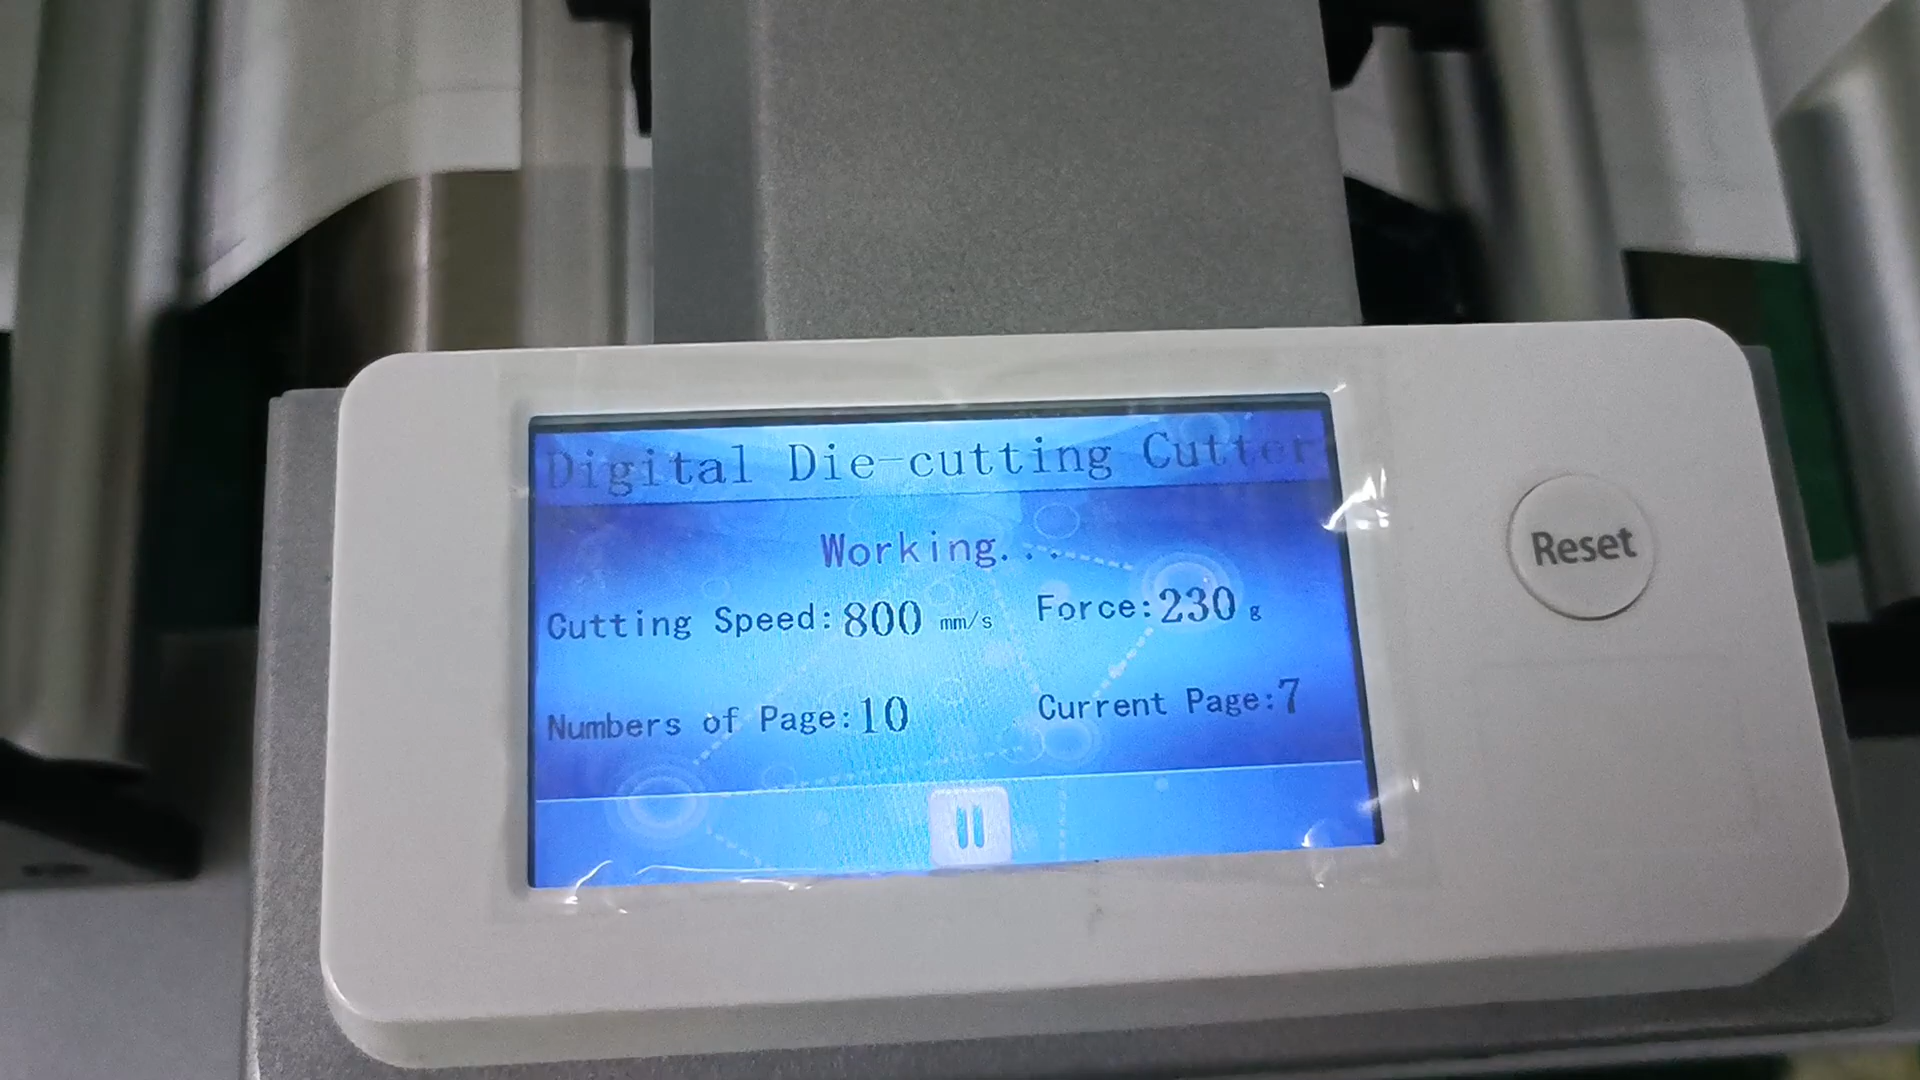 Digital Die-cutting Cutter
Working...
Cutting Speed:800 mm/s Force:230 g
Numbers of Page:10 Current Page:7
Reset